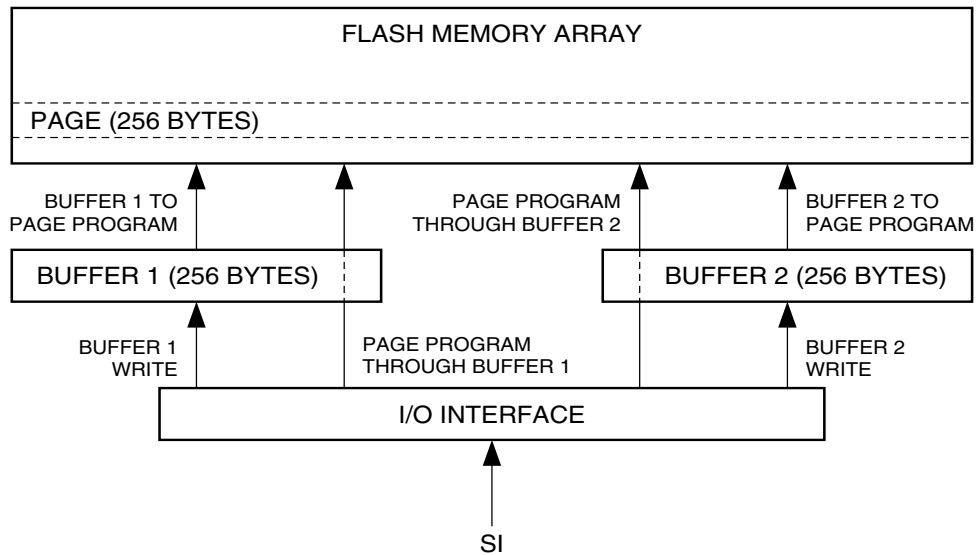 FLASH MEMORY ARRAY
PAGE (256 BYTES)
BUFFER 1 TO
PAGE PROGRAM
PAGE PROGRAM
THROUGH BUFFER 2
BUFFER 2 TO
PAGE PROGRAM
BUFFER 1 (256 BYTES)
BUFFER 2 (256 BYTES)
BUFFER 1
WRITE
PAGE PROGRAM
THROUGH BUFFER 1
BUFFER 2
WRITE
I/O INTERFACE
SI